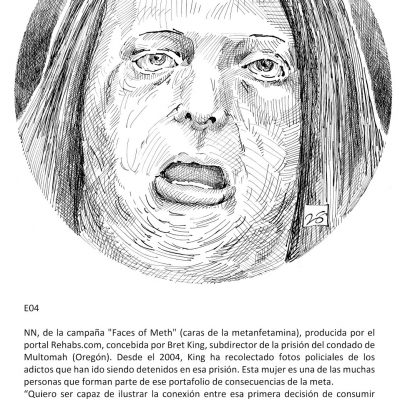 25
E04
NN, de la campaña "Faces of Meth" (caras de la metanfetamina), producida por el
portal Rehabs.com, concebida por Bret King, subdirector de la prisión del condado de
Multomah (Oregón). Desde el 2004, King ha recolectado fotos policiales de los
adictos que han ido siendo detenidos en esa prisión. Esta mujer es una de las muchas
personas que forman parte de ese portafolio de consecuencias de la meta.
“Quiero ser capaz de ilustrar la conexión entre esa primera decisión de consumir